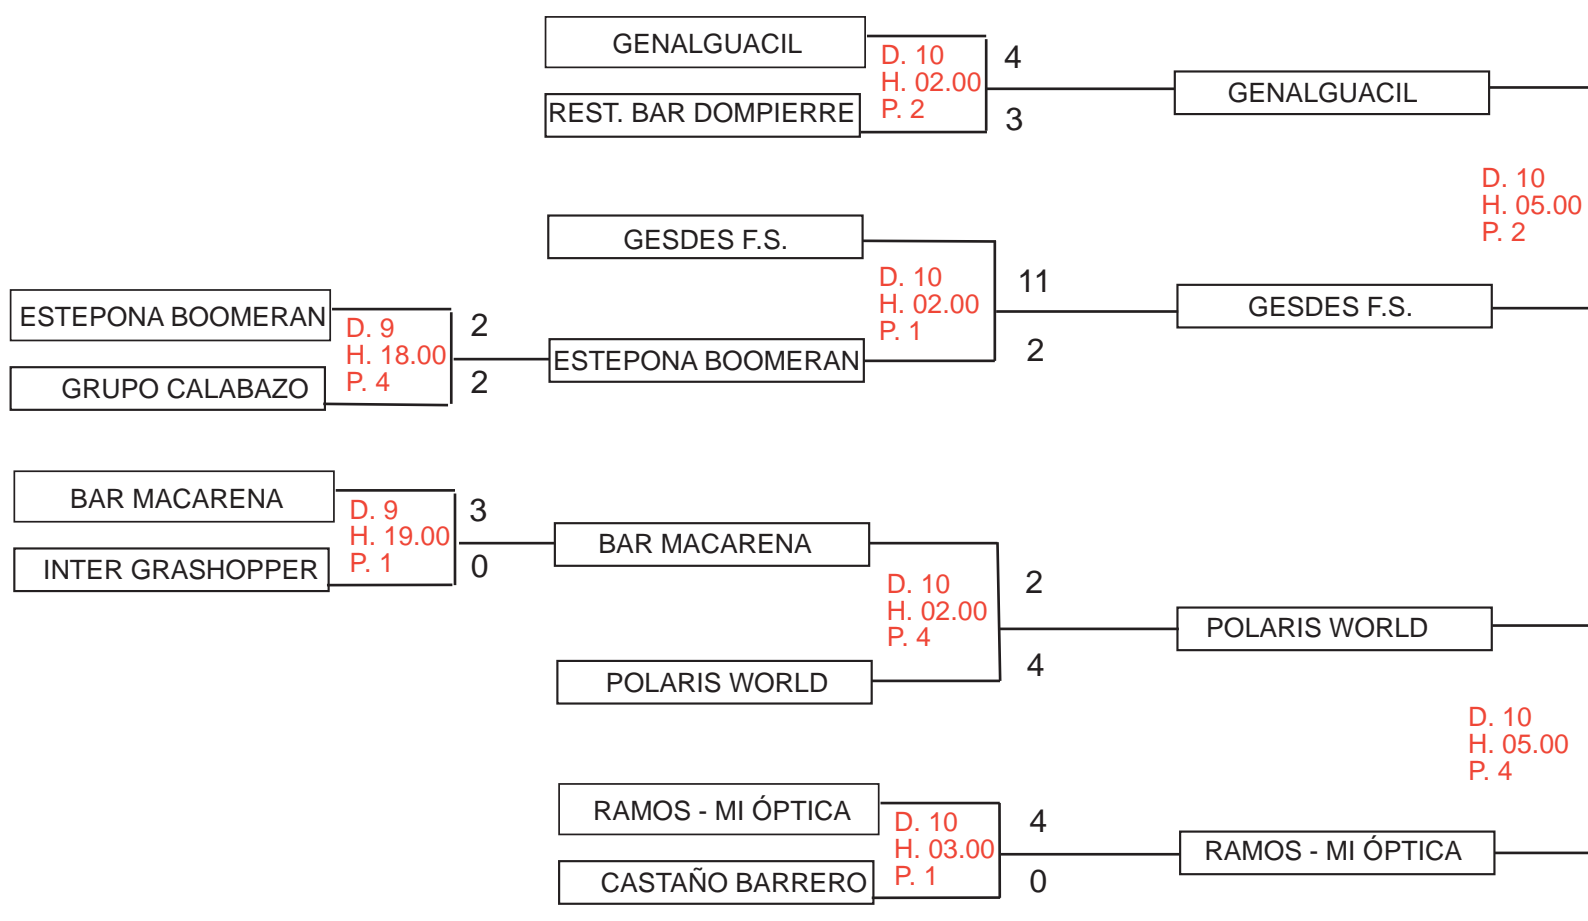 GENALGUACIL
D. 10
H. 02.00
P. 2
4
REST. BAR DOMPIERRE
3
GENALGUACIL
D. 10
H. 05.00
P. 2
GESDES F.S.
D. 10
H. 02.00
P. 1
11
2
GESDES F.S.
ESTEPONA BOOMERAN
D. 9
H. 18.00
P. 4
2
2
GRUPO CALABAZO
ESTEPONA BOOMERAN
BAR MACARENA
D. 9
H. 19.00
P. 1
3
0
INTER GRASHOPPER
BAR MACARENA
D. 10
H. 02.00
P. 4
2
4
POLARIS WORLD
POLARIS WORLD
D. 10
H. 05.00
P. 4
RAMOS - MI ÓPTICA
D. 10
H. 03.00
P. 1
4
0
CASTAÑO BARRERO
RAMOS - MI ÓPTICA